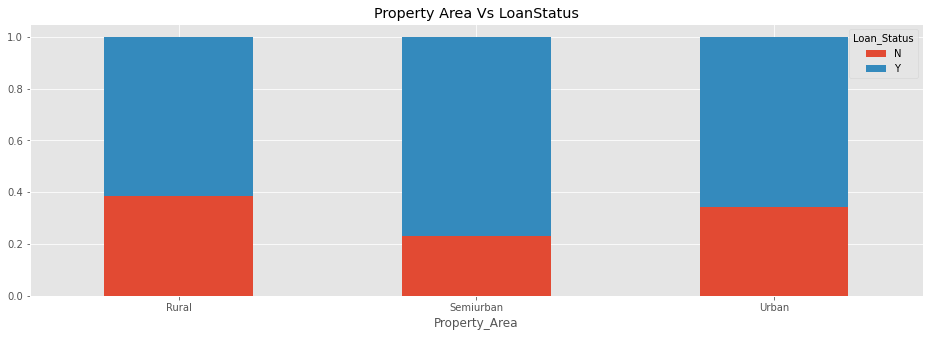 Property Area Vs LoanStatus
1.0
0.8
0.6
0.4
0.2
0.0
Loan_Status
N
Y
Rural Semiurban Urban
Property_Area